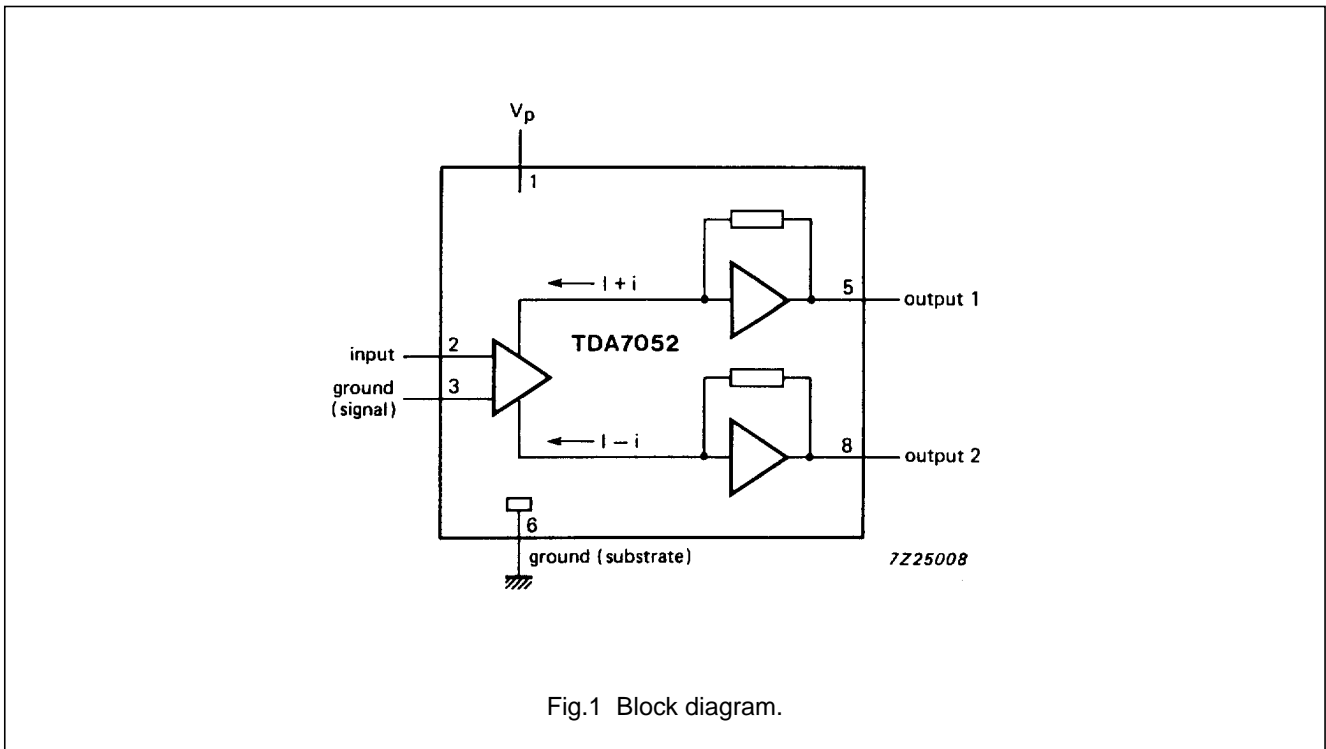 Vp
1
I + i
5
output 1
TDA7052
input
2
ground
(signal)
3
I – i
8
output 2
6
ground (substrate)
7Z25008
Fig.1 Block diagram.